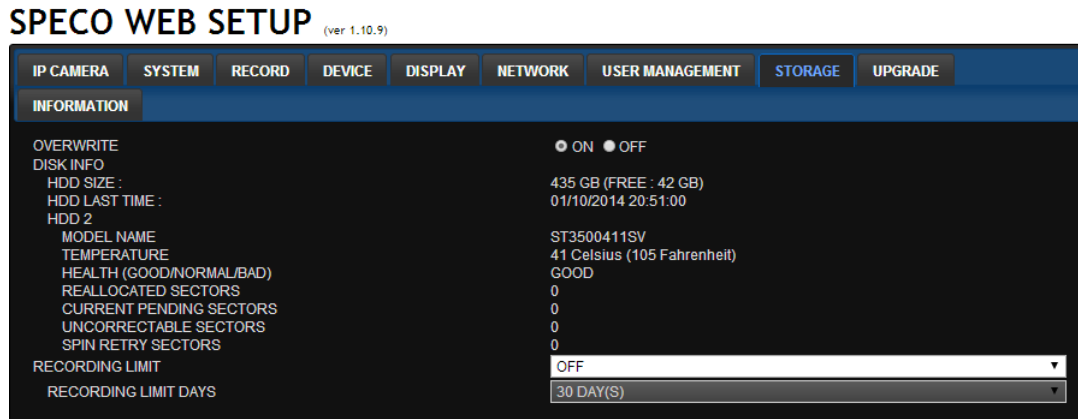 SPECO WEB SETUP (ver 1.10.9)
IP CAMERA SYSTEM RECORD DEVICE DISPLAY NETWORK USER MANAGEMENT STORAGE UPGRADE
INFORMATION
OVERWRITE ON OFF
DISK INFO
HDD SIZE : 435 GB (FREE : 42 GB)
HDD LAST TIME : 01/10/2014 20:51:00
HDD 2
MODEL NAME ST3500411SV
TEMPERATURE 41 Celsius (105 Fahrenheit)
HEALTH (GOOD/NORMAL/BAD) GOOD
REALLOCATED SECTORS 0
CURRENT PENDING SECTORS 0
UNCORRECTABLE SECTORS 0
SPIN RETRY SECTORS 0
RECORDING LIMIT OFF
RECORDING LIMIT DAYS 30 DAY(S)